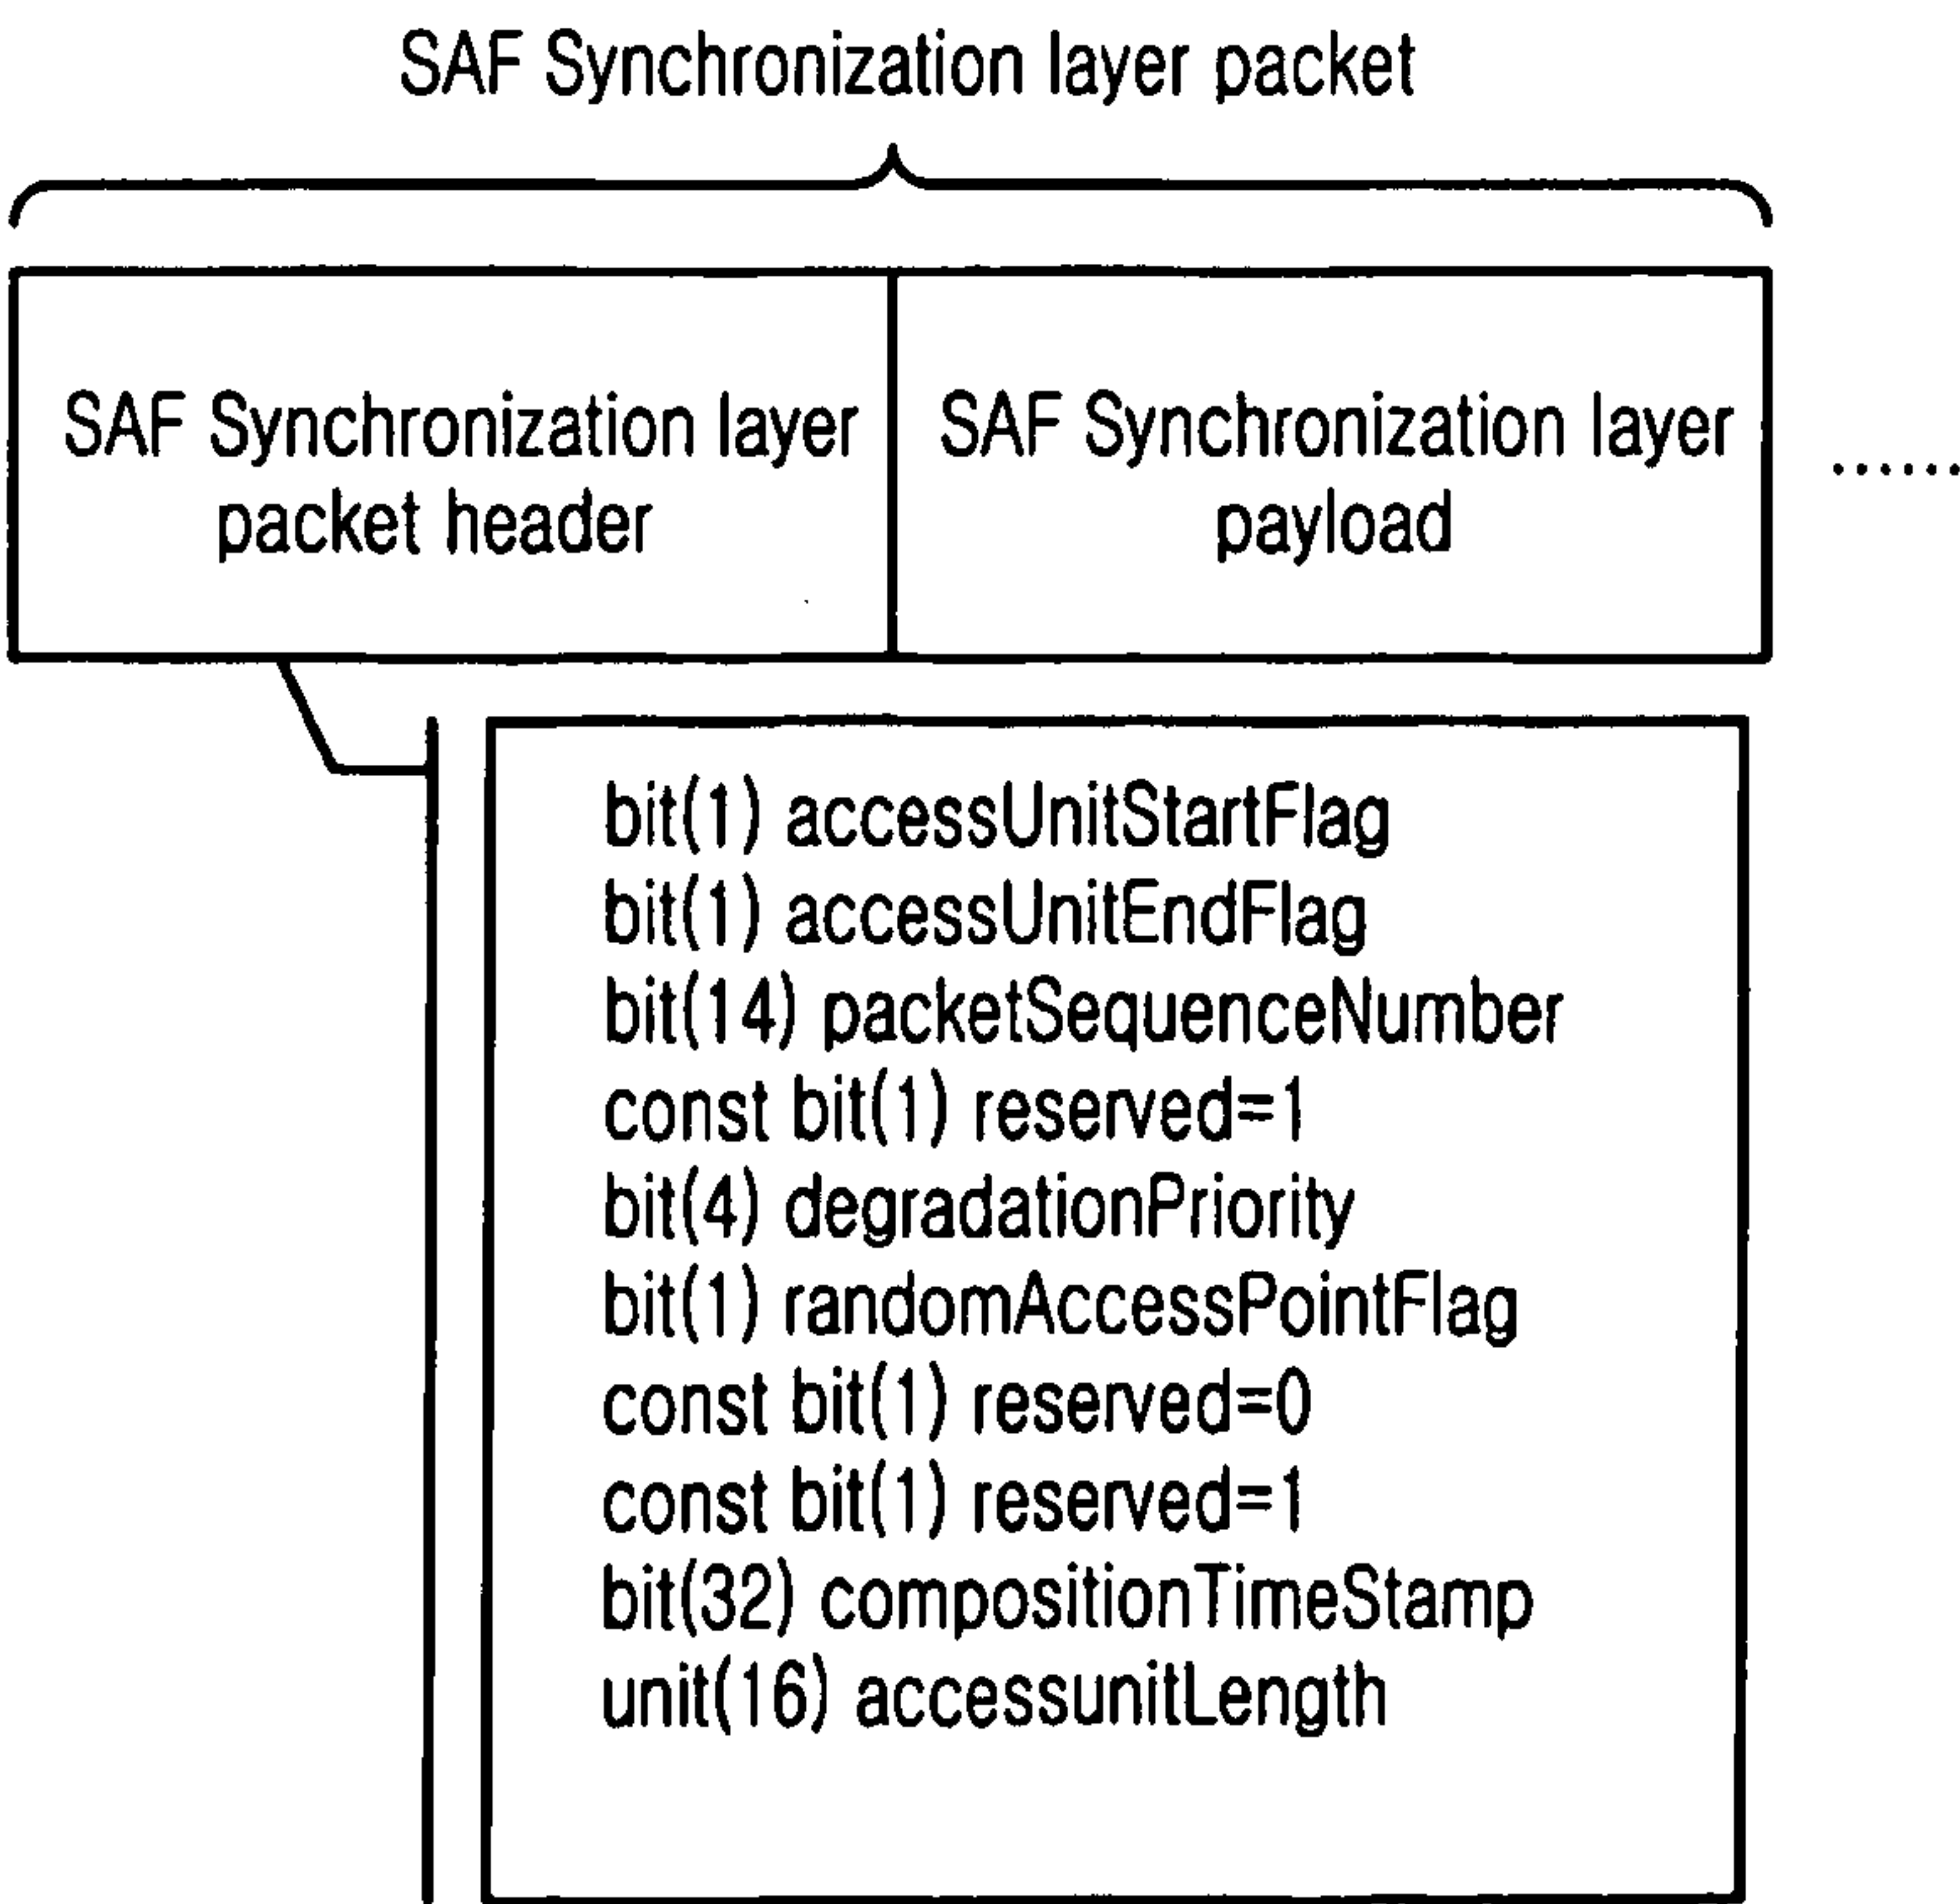 SAF Synchronization layer packet
SAF Synchronization layer
packet header
SAF Synchronization layer
payload
......
bit(1) accessUnitStartFlag
bit(1) accessUnitEndFlag
bit(14) packetSequenceNumber
const bit(1) reserved=1
bit(4) degradationPriority
bit(1) randomAccessPointFlag
const bit(1) reserved=0
const bit(1) reserved=1
bit(32) compositionTimeStamp
unit(16) accessunitLength